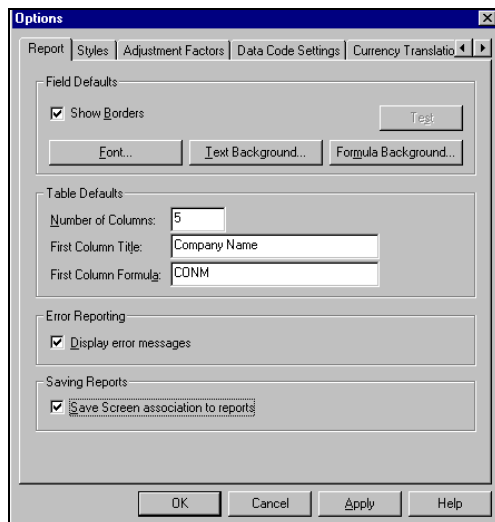 Options
Report Styles Adjustment Factors Data Code Settings Currency Translatio
Field Defaults
Show Borders
Test
Font... Text Background... Formula Background...
Table Defaults
Number of Columns: 5
First Column Title: Company Name
First Column Formula: CONM
Error Reporting
Display error messages
Saving Reports
Save Screen association to reports
OK Cancel Apply Help